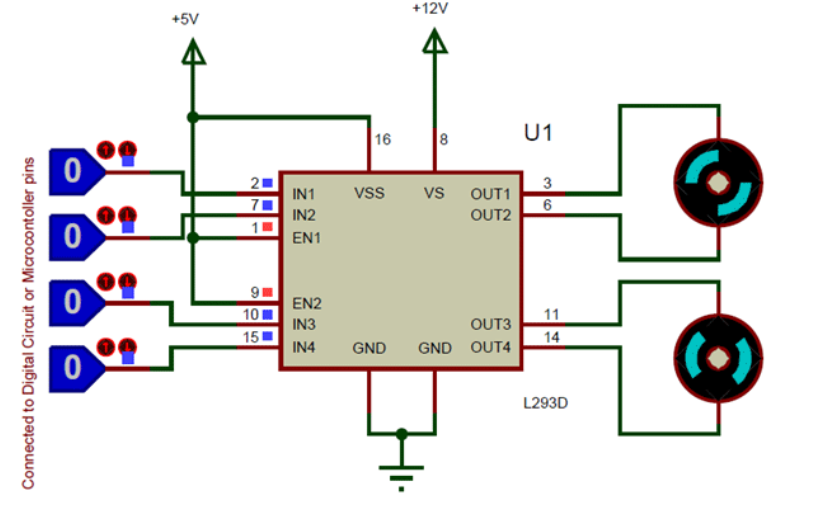 +5V
+12V
16
8
U1
0
0
0
0
2
7
1
9
10
15
IN1
IN2
EN1
EN2
IN3
IN4
VSS
VS
OUT1
OUT2
OUT3
OUT4
GND
GND
3
6
11
14
L293D
Connected to Digital Circuit or Microcontoller pins